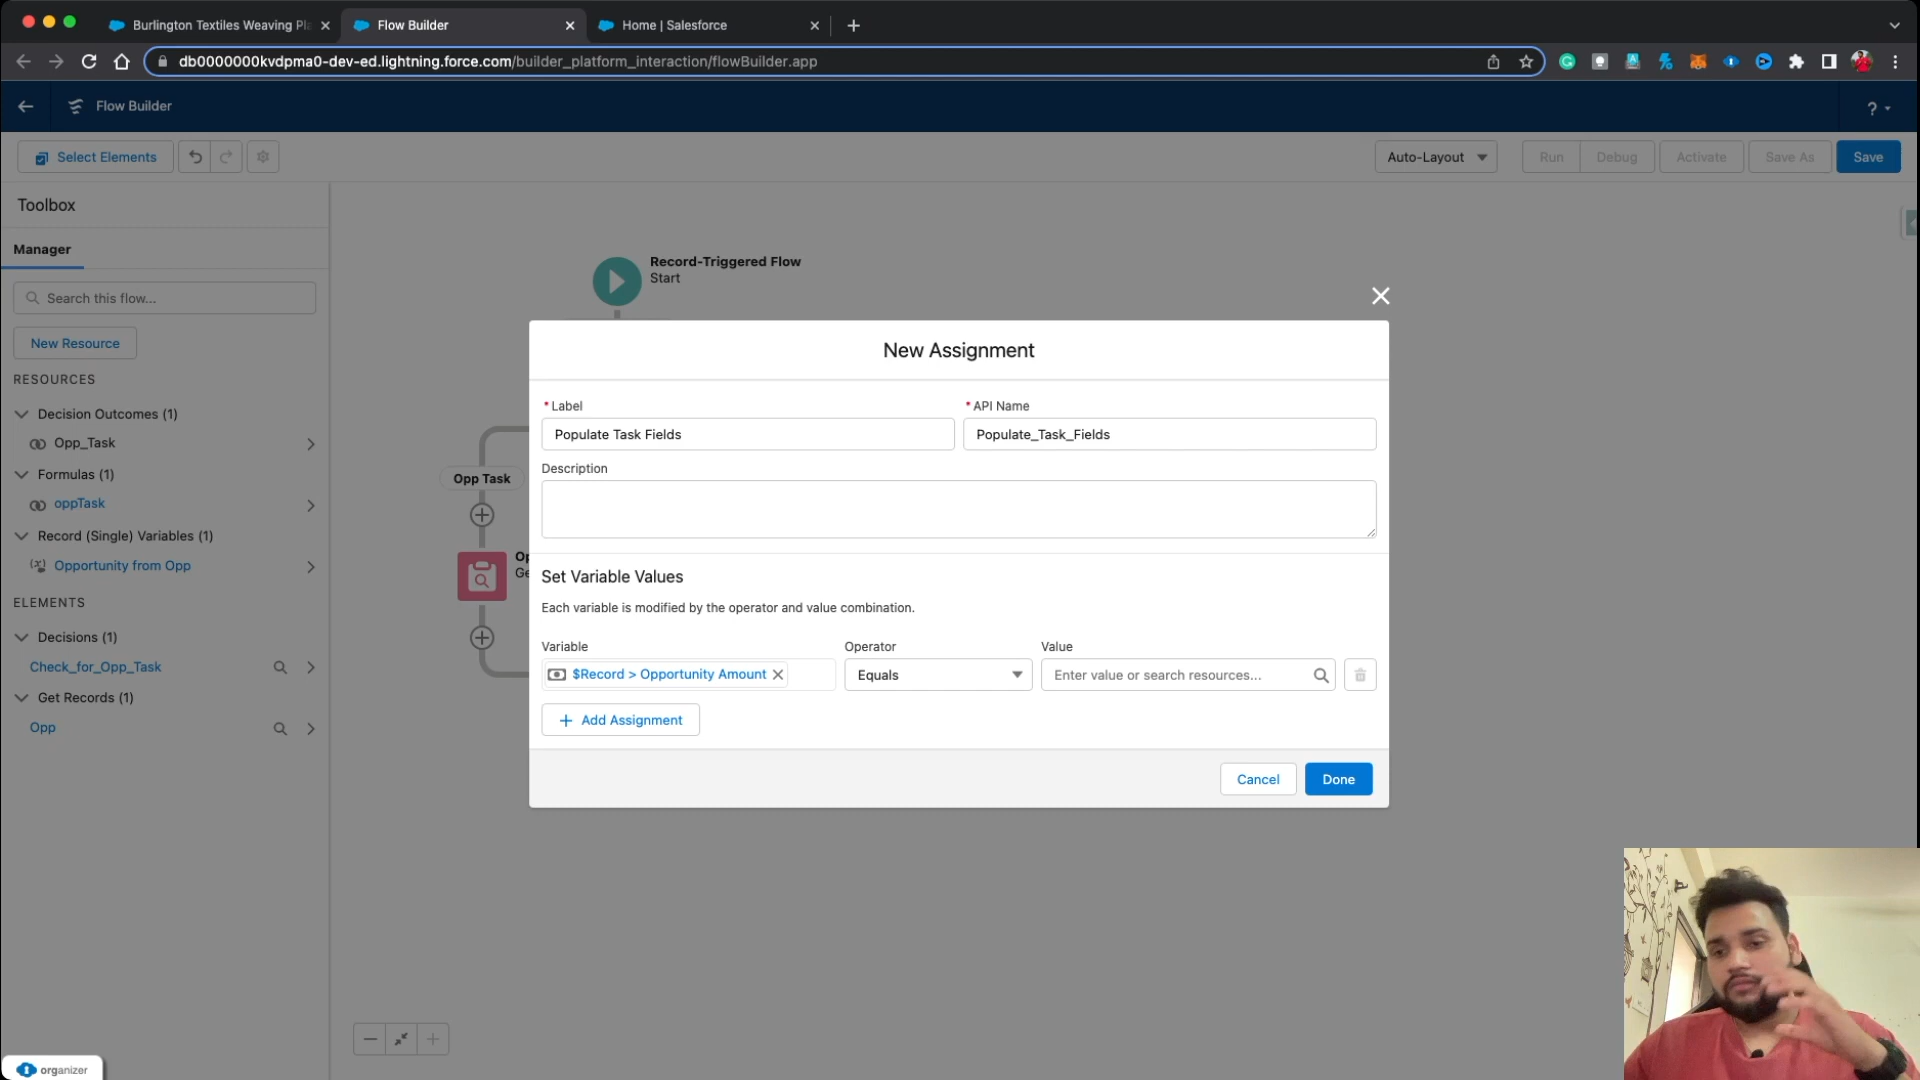 Burlington Textiles Weaving Pla
Flow Builder
Home | Salesforce
db0000000kvdpma0-dev-ed.lightning.force.com/builder_platform_interaction/flowBuilder.app
Flow Builder
?
Select Elements
Auto-Layout
Run
Debug
Activate
Save As
Save
Toolbox
Manager
Search this flow...
New Resource
RESOURCES
Decision Outcomes (1)
Opp_Task
Formulas (1)
oppTask
Record (Single) Variables (1)
Opportunity from Opp
ELEMENTS
Decisions (1)
Check_for_Opp_Task
Get Records (1)
Opp
Record-Triggered Flow
Start
Opp Task
Op
Ge
New Assignment
* Label
* API Name
Populate Task Fields
Populate_Task_Fields
Description
Set Variable Values
Each variable is modified by the operator and value combination.
Variable
Operator
Value
$Record > Opportunity Amount
Equals
Enter value or search resources...
+ Add Assignment
Cancel
Done
organizer